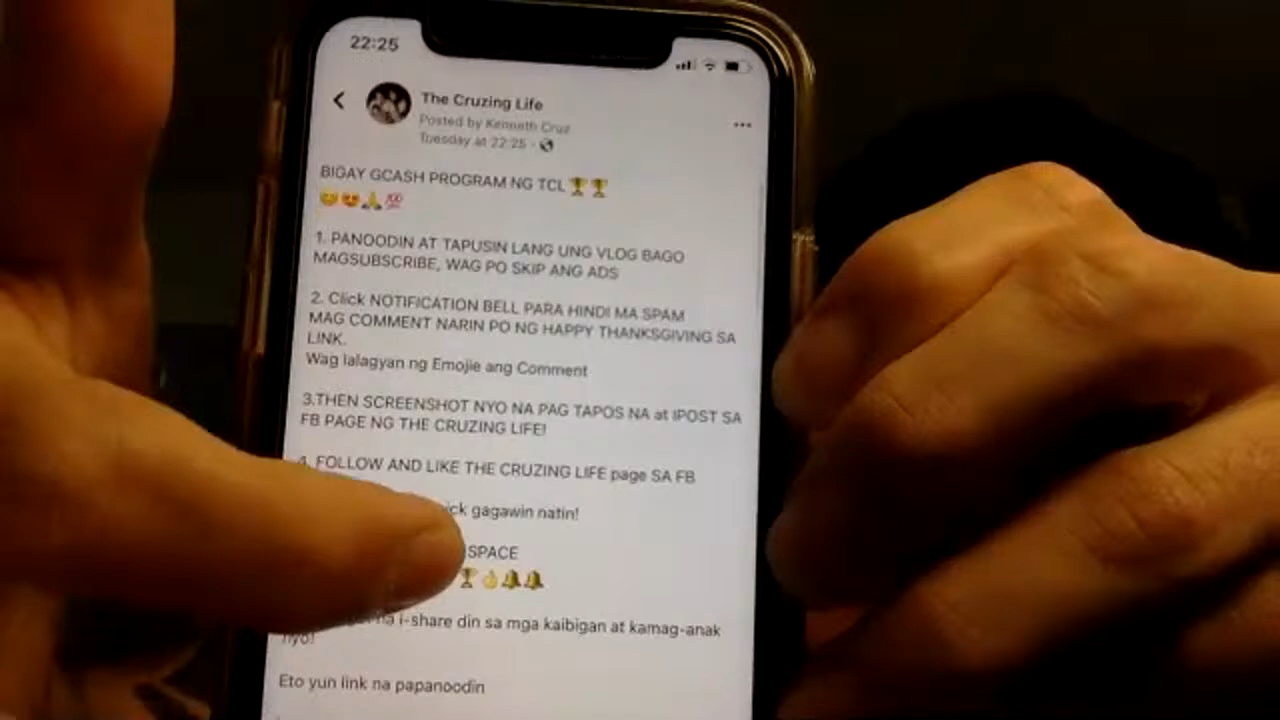 22:25
The Cruzing Life
Posted by Kenneth Cruz
Tuesday at 22:25 ·
BIGAY GCASH PROGRAM NG TCL 🏆🏆
😊😍🙏💯
1. PANOODIN AT TAPUSIN LANG UNG VLOG BAGO
MAGSUBSCRIBE, WAG PO SKIP ANG ADS
2. Click NOTIFICATION BELL PARA HINDI MA SPAM
MAG COMMENT NARIN PO NG HAPPY THANKSGIVING SA
LINK.
Wag lalagyan ng Emojie ang Comment
3.THEN SCREENSHOT NYO NA PAG TAPOS NA at IPOST SA
FB PAGE NG THE CRUZING LIFE!
4. FOLLOW AND LIKE THE CRUZING LIFE page SA FB
gagawin natin!
SPACE
🏆👍🔔🔔
na i-share din sa mga kaibigan at kamag-anak
nyo!
Eto yun link na papanoodin